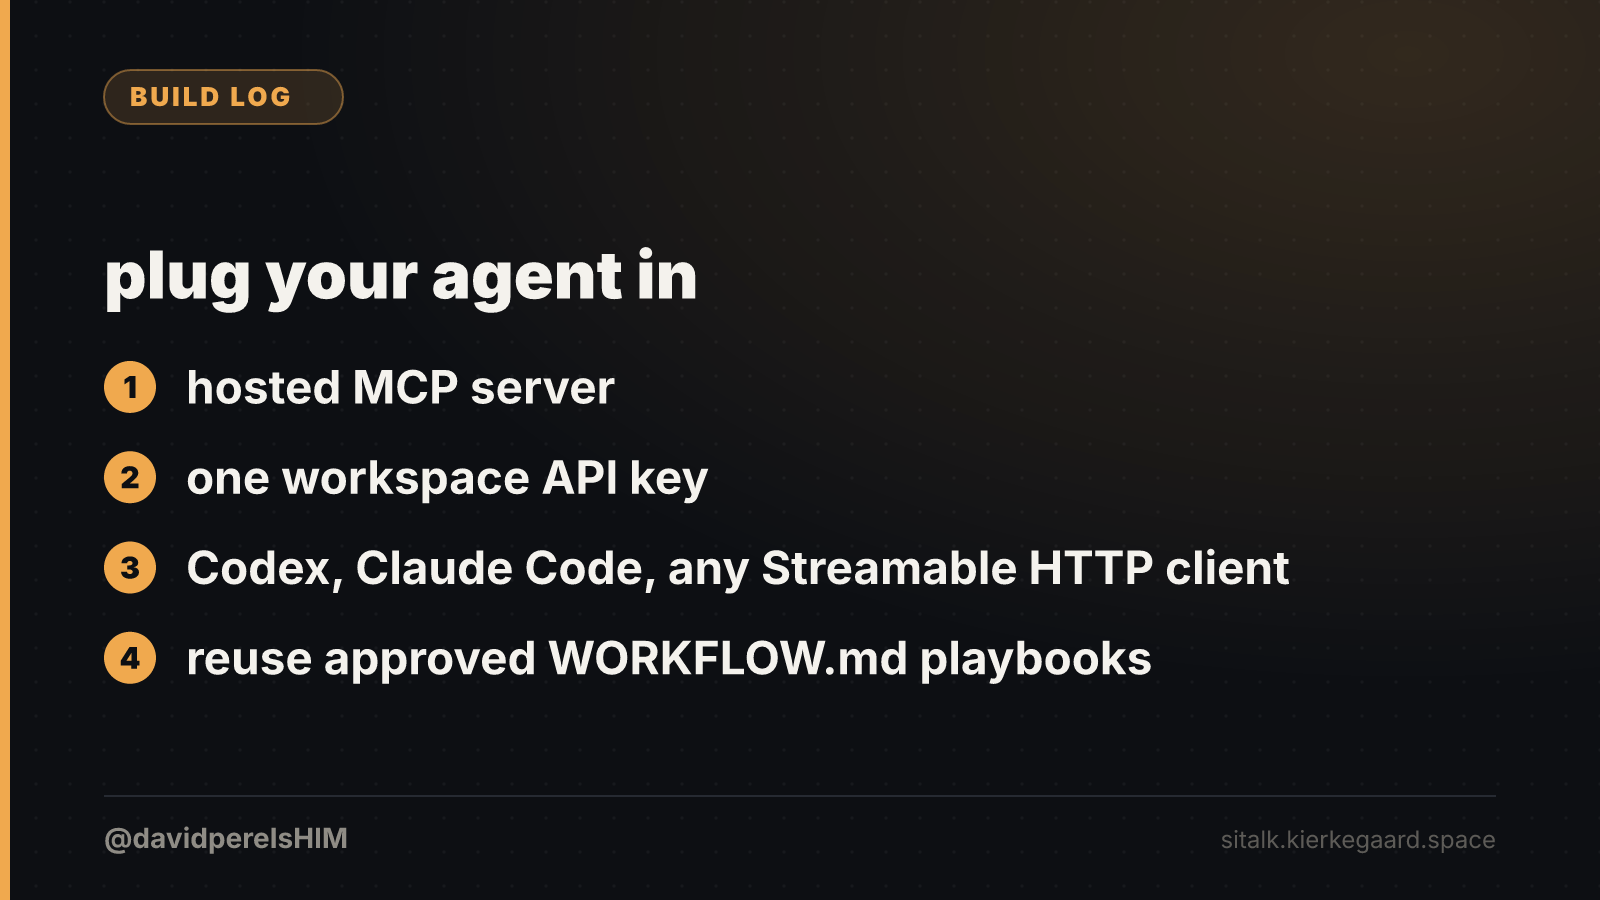 BUILD LOG
plug your agent in
1 hosted MCP server
2 one workspace API key
3 Codex, Claude Code, any Streamable HTTP client
4 reuse approved WORKFLOW.md playbooks
@davidperelsHIM
sitalk.kierkegaard.space